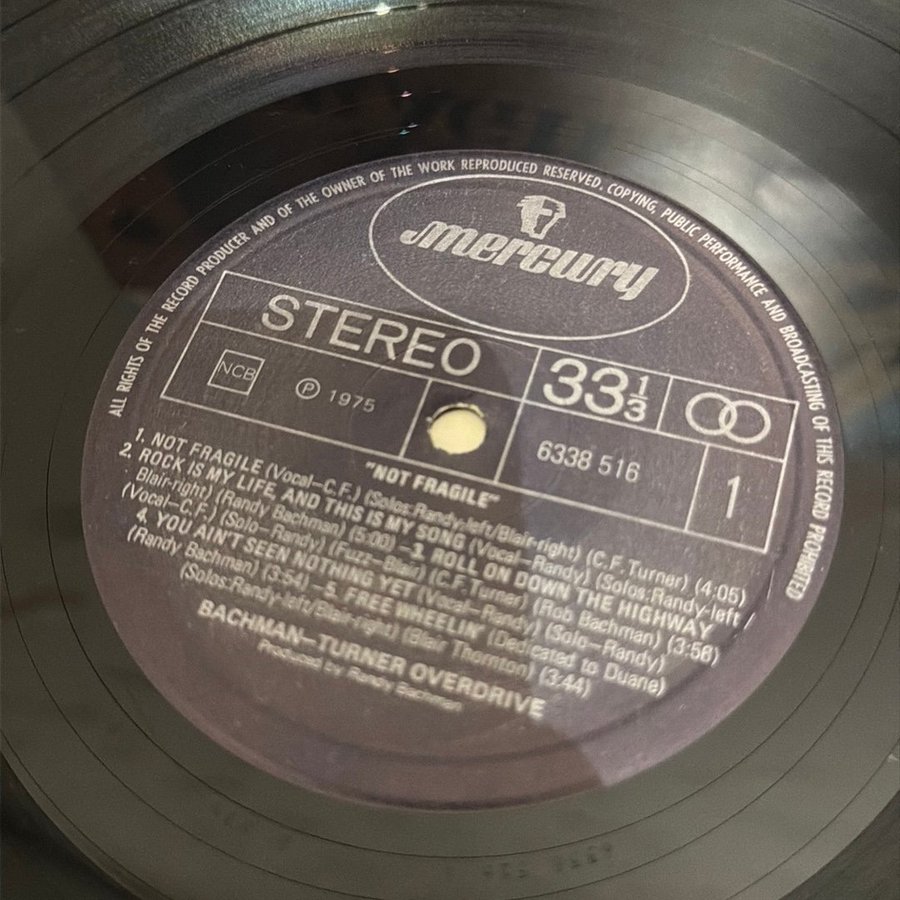 ALL RIGHTS OF THE RECORD PRODUCER AND OF THE OWNER OF THE WORK REPRODUCED RESERVED. COPYING, PUBLIC PERFORMANCE AND BROADCASTING OF THIS RECORD PROHIBITED
mercury
STEREO 33 1/3
NCB Ⓟ 1975 6338 516 1
"NOT FRAGILE"
1. NOT FRAGILE (Vocal–C.F.) (Solos:Randy-left/Blair-right) (C.F. Turner) (4:05)
2. ROCK IS MY LIFE, AND THIS IS MY SONG (Vocal–Randy) (Solos:Randy-left /
Blair-right) (Randy Bachman) (5:00) –3. ROLL ON DOWN THE HIGHWAY
(Vocal–C.F.) (Solo–Randy) (Fuzz–Blair) (C.F. Turner) (Rob Bachman) (3:56)
4. YOU AIN'T SEEN NOTHING YET (Vocal–Randy) (Solo–Randy)
(Randy Bachman) (3:54) –5. FREE WHEELIN' (Dedicated to Duane)
(Solos:Randy-left/Blair-right) (Blair Thornton) (3:44)
BACHMAN–TURNER OVERDRIVE
Produced by Randy Bachman